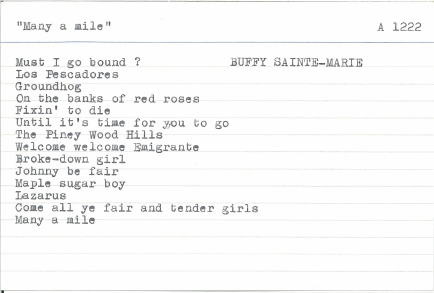 "Many a mile" A 1222
Must I go bound ? BUFFY SAINTE-MARIE
Los Pescadores
Groundhog
On the banks of red roses
Fixin' to die
Until it's time for you to go
The Piney Wood Hills
Welcome welcome Emigrante
Broke-down girl
Johnny be fair
Maple sugar boy
Lazarus
Come all ye fair and tender girls
Many a mile